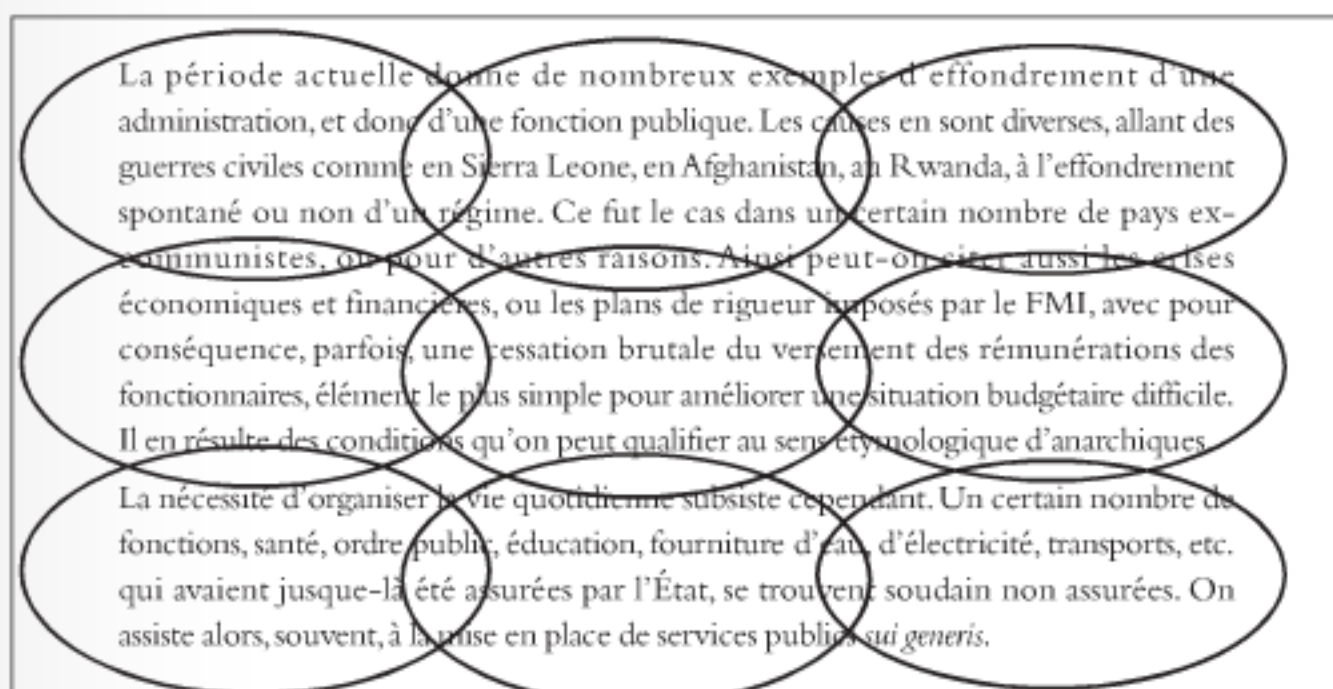 La période actuelle donne de nombreux exemples d'effondrement d'une
administration, et donc d'une fonction publique. Les causes en sont diverses, allant des
guerres civiles comme en Sierra Leone, en Afghanistan, au Rwanda, à l'effondrement
spontané ou non d'un régime. Ce fut le cas dans un certain nombre de pays ex-
communistes, ou pour d'autres raisons. Ainsi peut-on citer aussi les crises
économiques et financières, ou les plans de rigueur imposés par le FMI, avec pour
conséquence, parfois, une cessation brutale du versement des rémunérations des
fonctionnaires, élément le plus simple pour améliorer une situation budgétaire difficile.
Il en résulte des conditions qu'on peut qualifier au sens étymologique d'anarchiques.
La nécessité d'organiser la vie quotidienne subsiste cependant. Un certain nombre de
fonctions, santé, ordre public, éducation, fourniture d'eau, d'électricité, transports, etc.
qui avaient jusque-là été assurées par l'État, se trouvent soudain non assurées. On
assiste alors, souvent, à la mise en place de services publics sui generis.